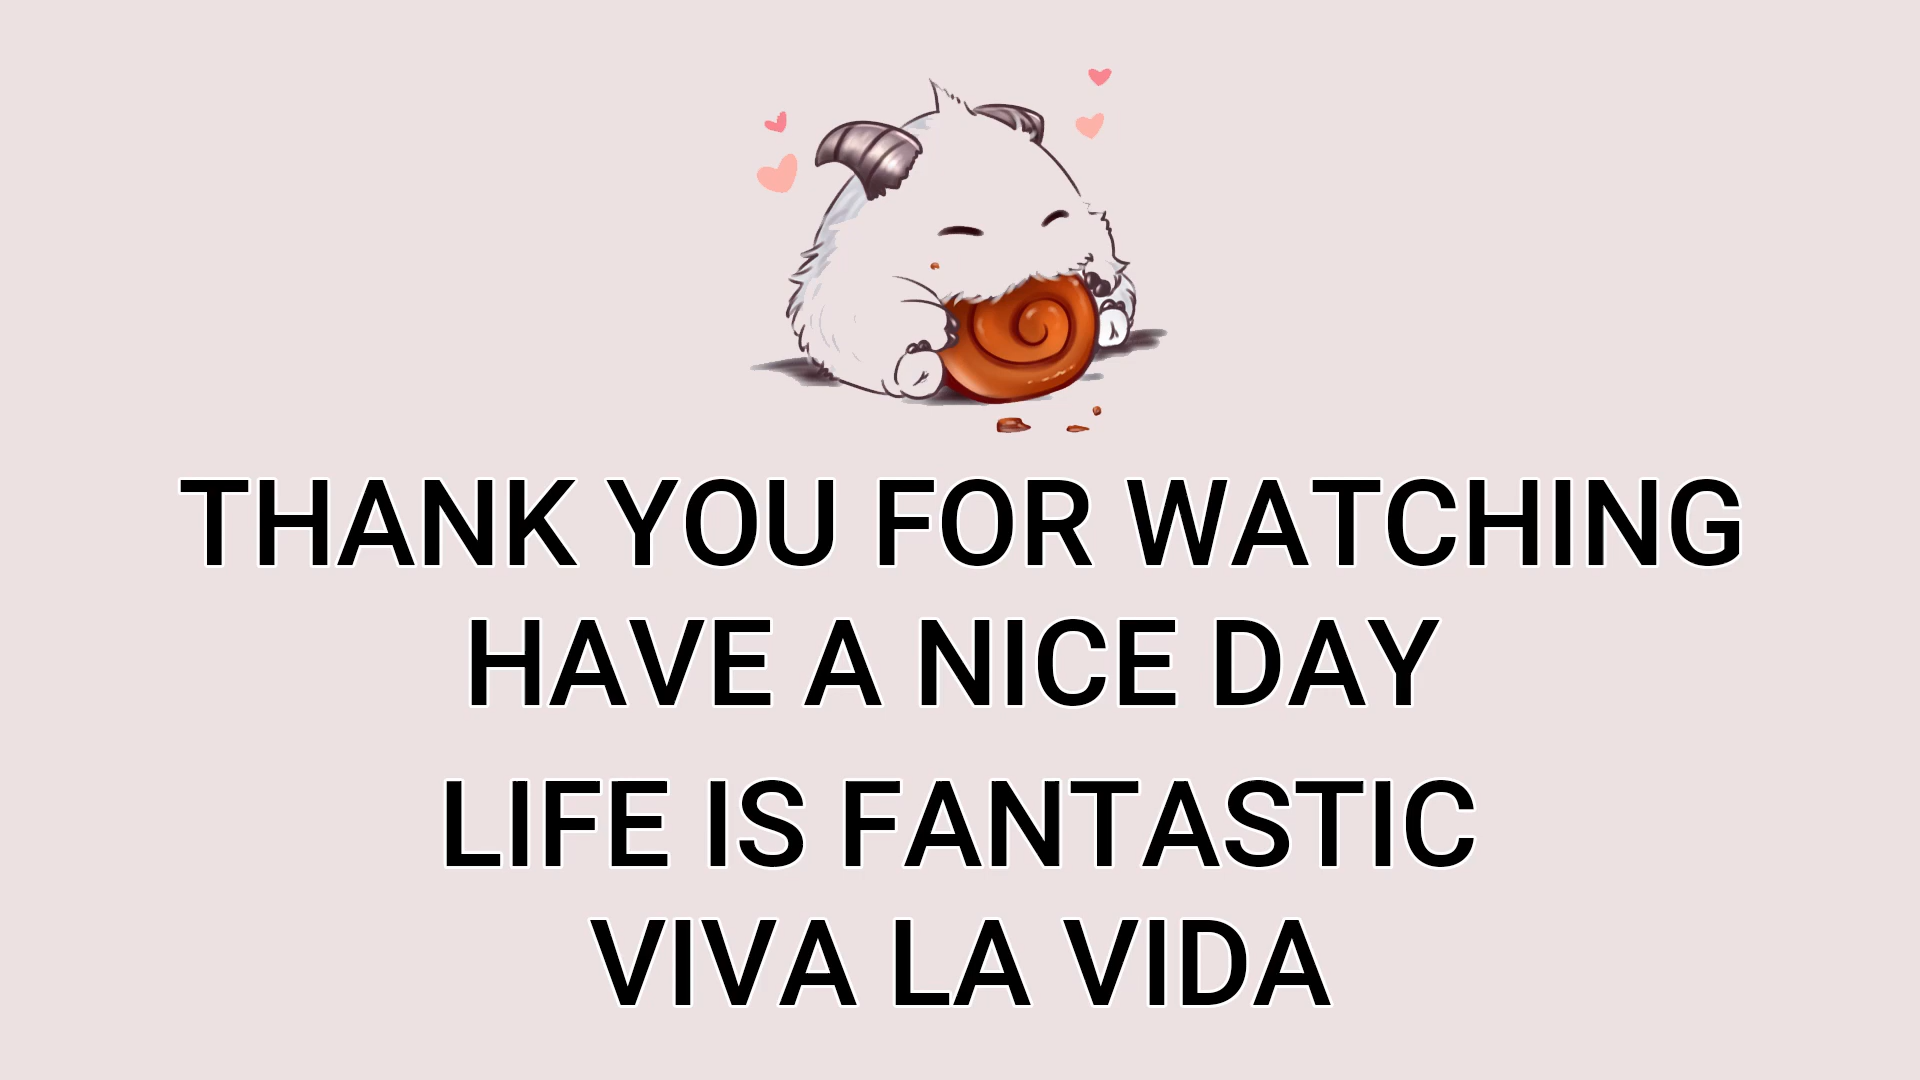 THANK YOU FOR WATCHING
HAVE A NICE DAY
LIFE IS FANTASTIC
VIVA LA VIDA